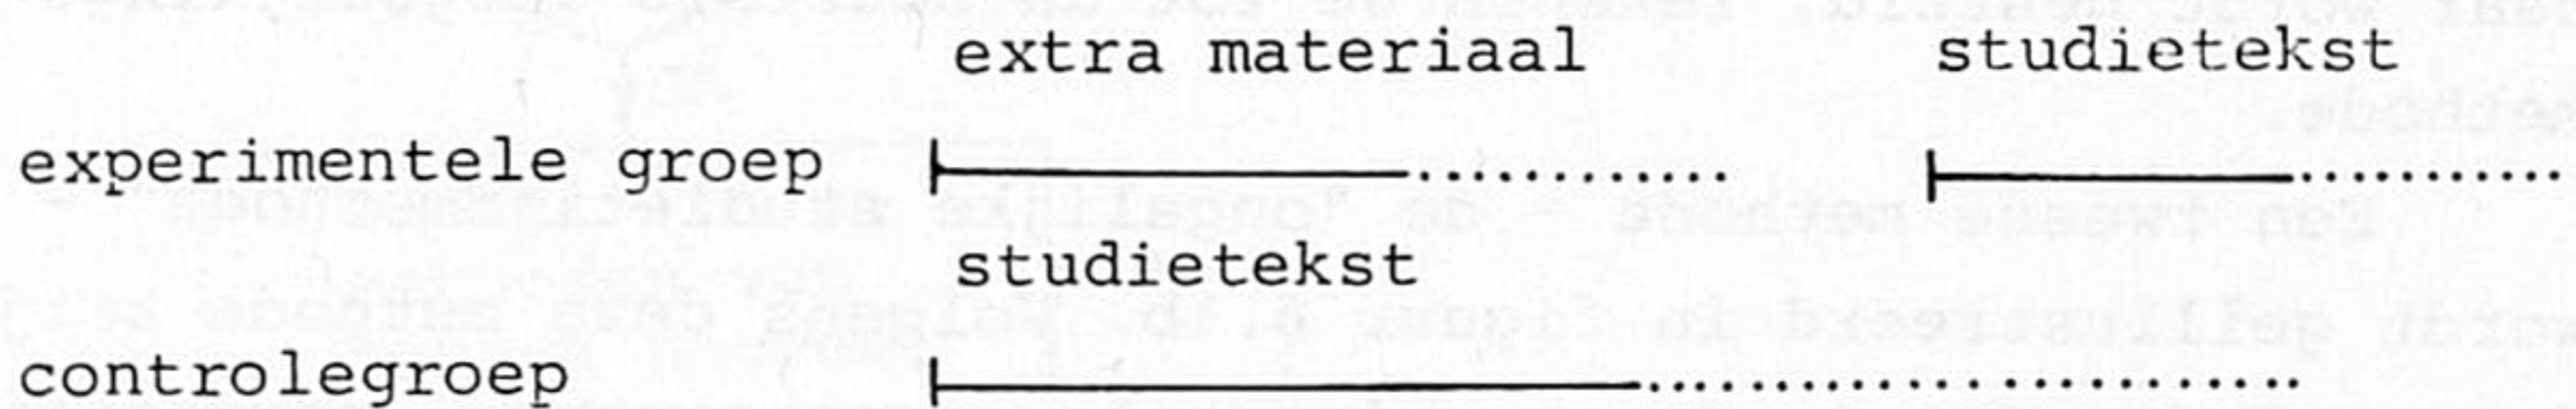 extra materiaal studietekst
experimentele groep
studietekst
controlegroep